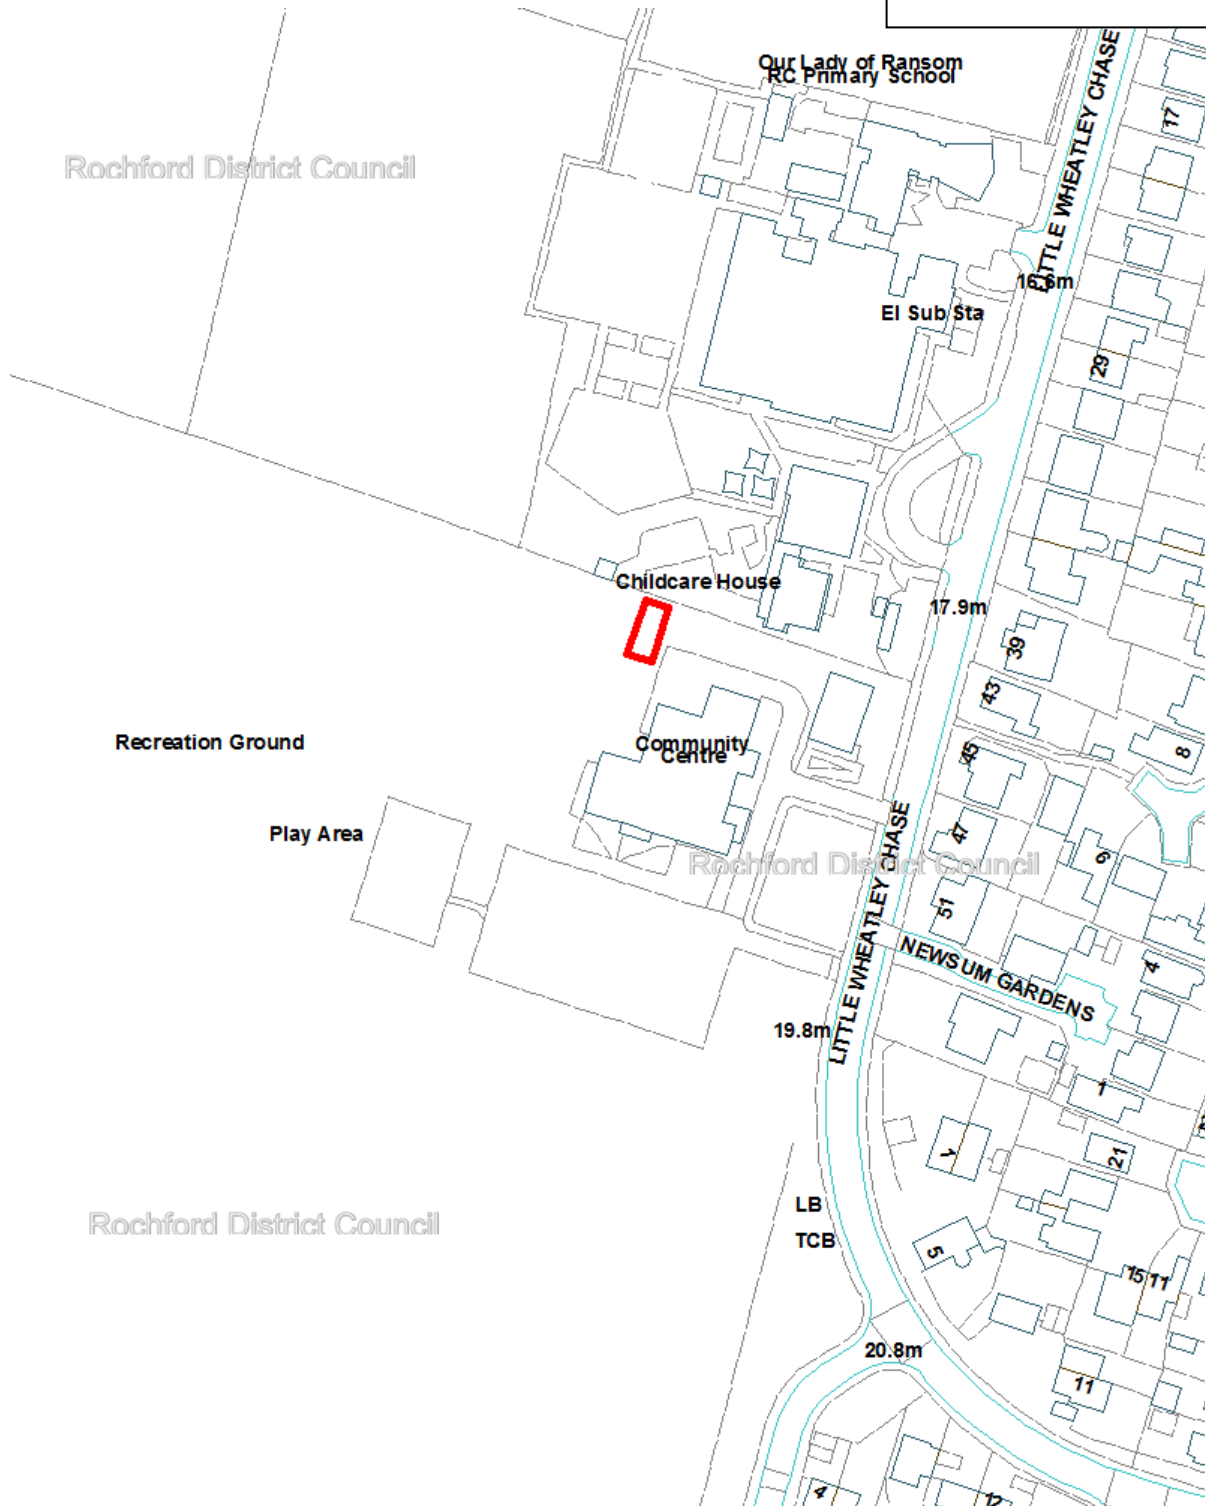 Our Lady of Ransom
RC Primary School
LITTLE WHEATLEY CHASE
17
Rochford District Council
16.6m
El Sub Sta
29
Childcare House
17.9m
39
43
Recreation Ground
Community
Centre
45
8
Play Area
47
LITTLE WHEATLEY CHASE
Rochford District Council
6
51
NEWSUM GARDENS
4
19.8m
1
1
21
LB
Rochford District Council
TCB
5
15
11
20.8m
11
4
12